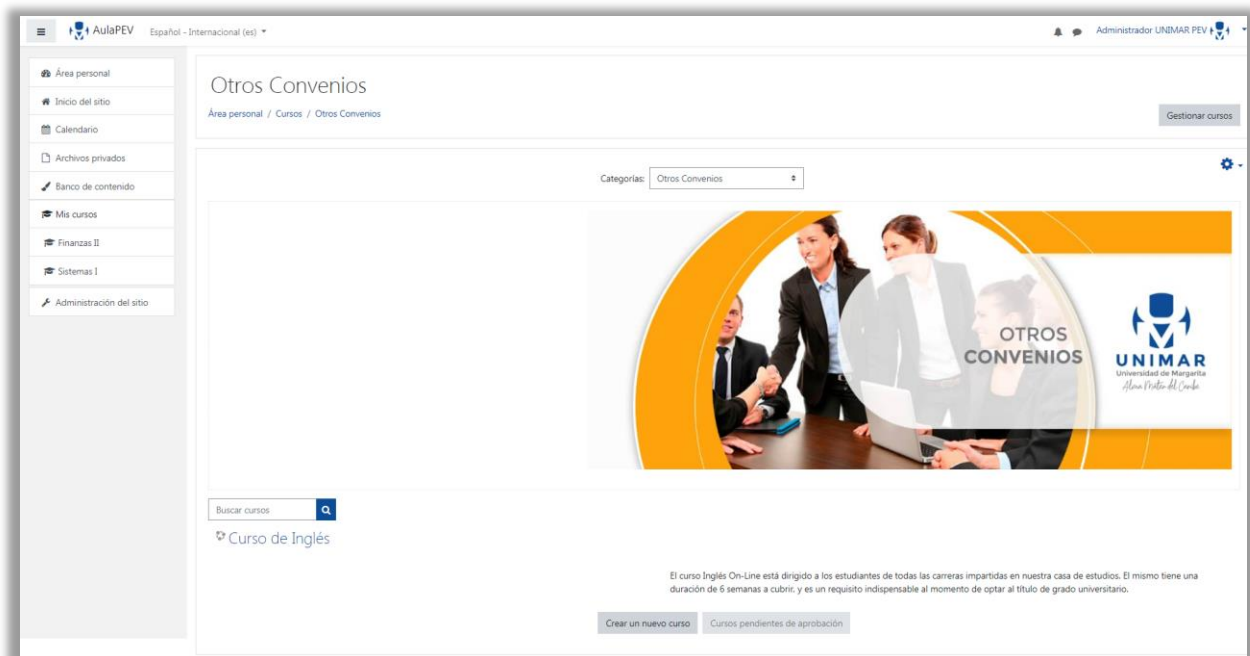 AulaPEV
Español - Internacional (es)
Administrador UNIMAR PEV
Área personal
Inicio del sitio
Calendario
Archivos privados
Banco de contenido
Mis cursos
Finanzas II
Sistemas I
Administración del sitio
Otros Convenios
Área personal / Cursos / Otros Convenios
Gestionar cursos
Categorías: Otros Convenios
OTROS
CONVENIOS
UNIMAR
Universidad de Margarita
Alma Mater del Caribe
Buscar cursos
Curso de Inglés
El curso Inglés On-Line está dirigido a los estudiantes de todas las carreras impartidas en nuestra casa de estudios. El mismo tiene una
duración de 6 semanas a cubrir, y es un requisito indispensable al momento de optar al título de grado universitario.
Crear un nuevo curso
Cursos pendientes de aprobación